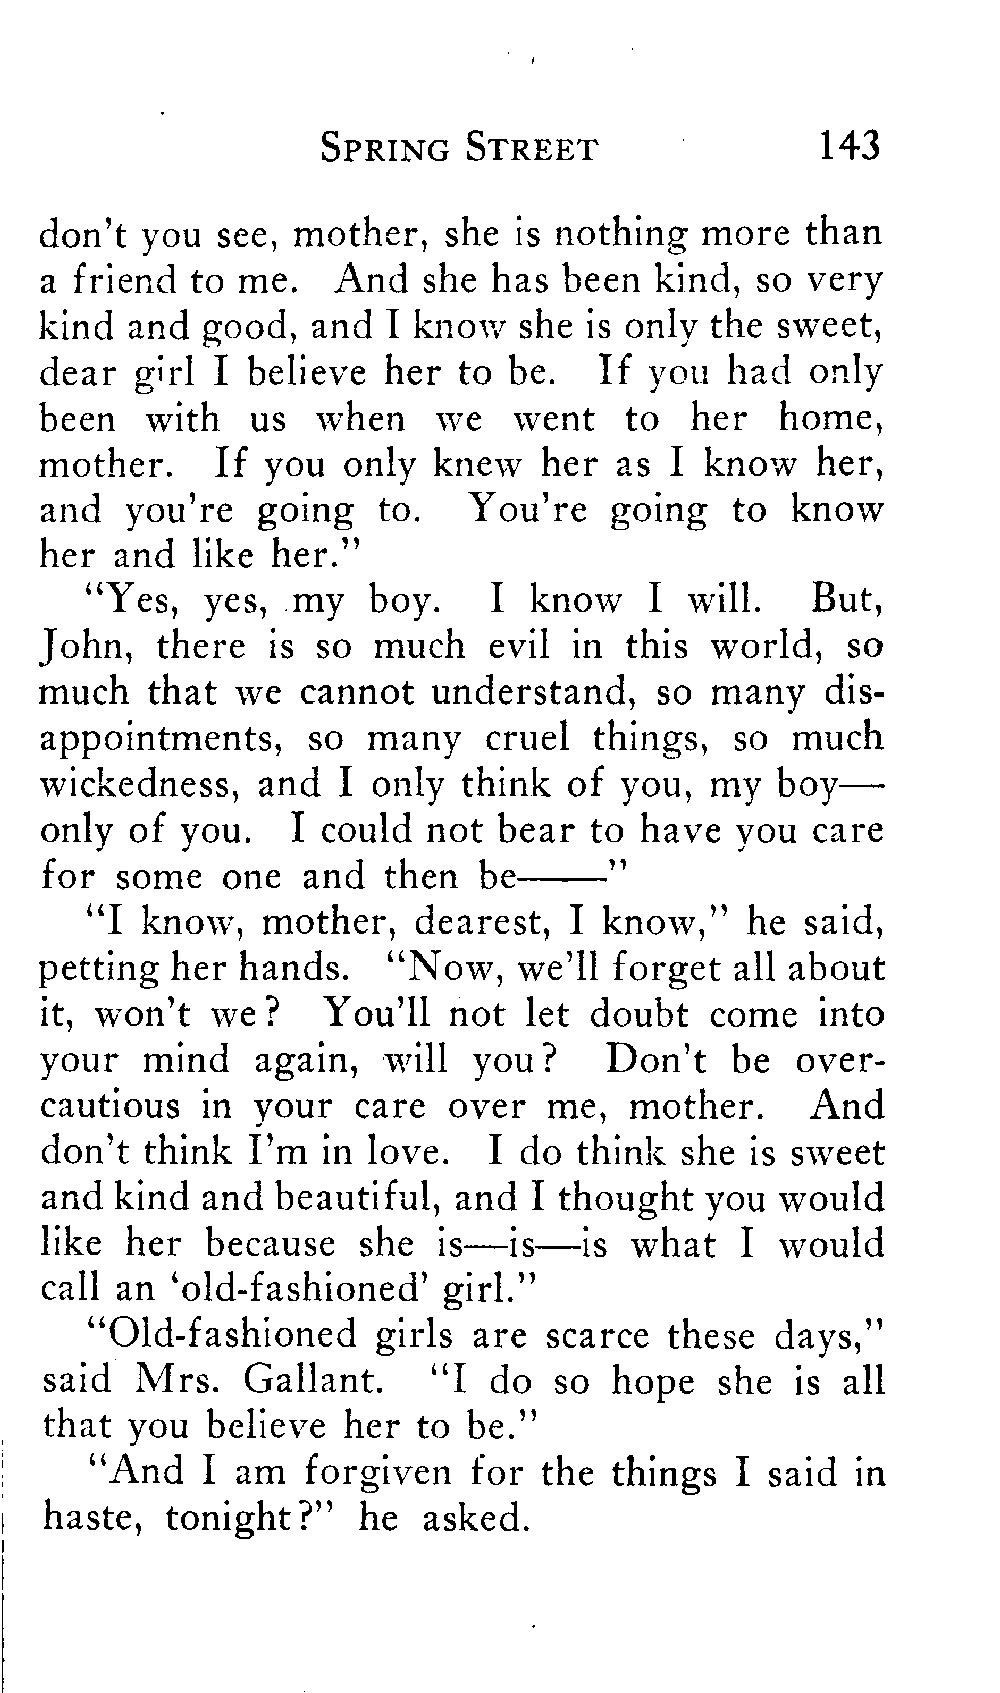 SPRING STREET 143
don't you see, mother, she is nothing more than
a friend to me. And she has been kind, so very
kind and good, and I know she is only the sweet,
dear girl I believe her to be. If you had only
been with us when we went to her home,
mother. If you only knew her as I know her,
and you're going to. You're going to know
her and like her."
"Yes, yes, my boy. I know I will. But,
John, there is so much evil in this world, so
much that we cannot understand, so many dis-
appointments, so many cruel things, so much
wickedness, and I only think of you, my boy—
only of you. I could not bear to have you care
for some one and then be——"
"I know, mother, dearest, I know," he said,
petting her hands. "Now, we'll forget all about
it, won't we? You'll not let doubt come into
your mind again, will you? Don't be over-
cautious in your care over me, mother. And
don't think I'm in love. I do think she is sweet
and kind and beautiful, and I thought you would
like her because she is—is—is what I would
call an 'old-fashioned' girl."
"Old-fashioned girls are scarce these days,"
said Mrs. Gallant. "I do so hope she is all
that you believe her to be."
"And I am forgiven for the things I said in
haste, tonight?" he asked.